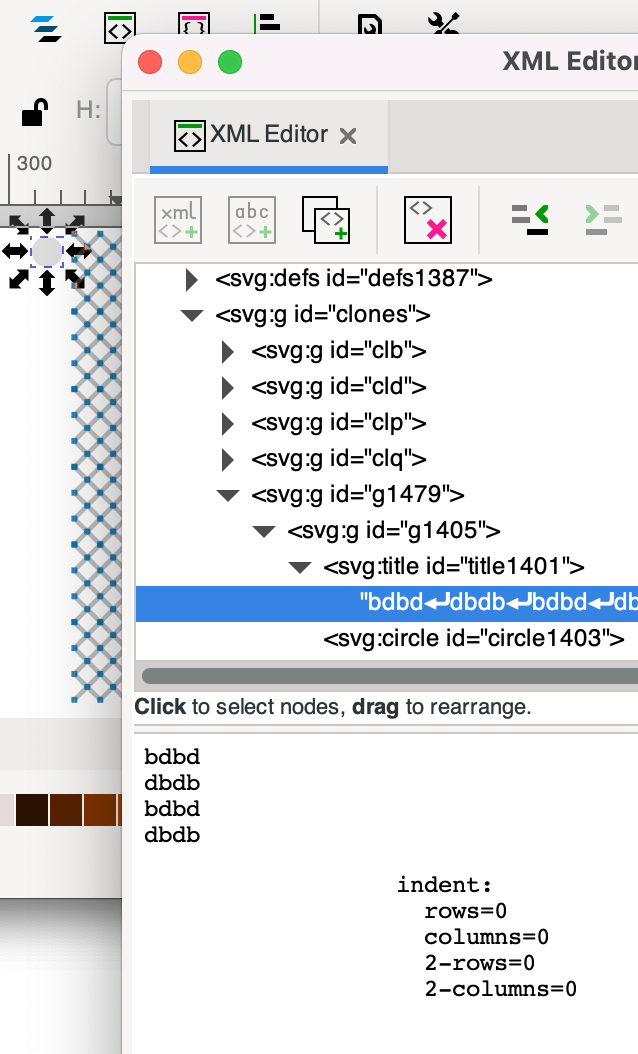 H:
XML Editor
300
XML Editor
xml
abc
<svg:defs id="defs1387">
<svg:g id="clones">
<svg:g id="clb">
<svg:g id="cld">
<svg:g id="clp">
<svg:g id="clq">
<svg:g id="g1479">
<svg:g id="g1405">
<svg:title id="title1401">
"bdbd↵dbdb↵bdbd↵db
<svg:circle id="circle1403">
Click to select nodes, drag to rearrange.
bdbd
dbdb
bdbd
dbdb
indent:
rows=0
columns=0
2-rows=0
2-columns=0